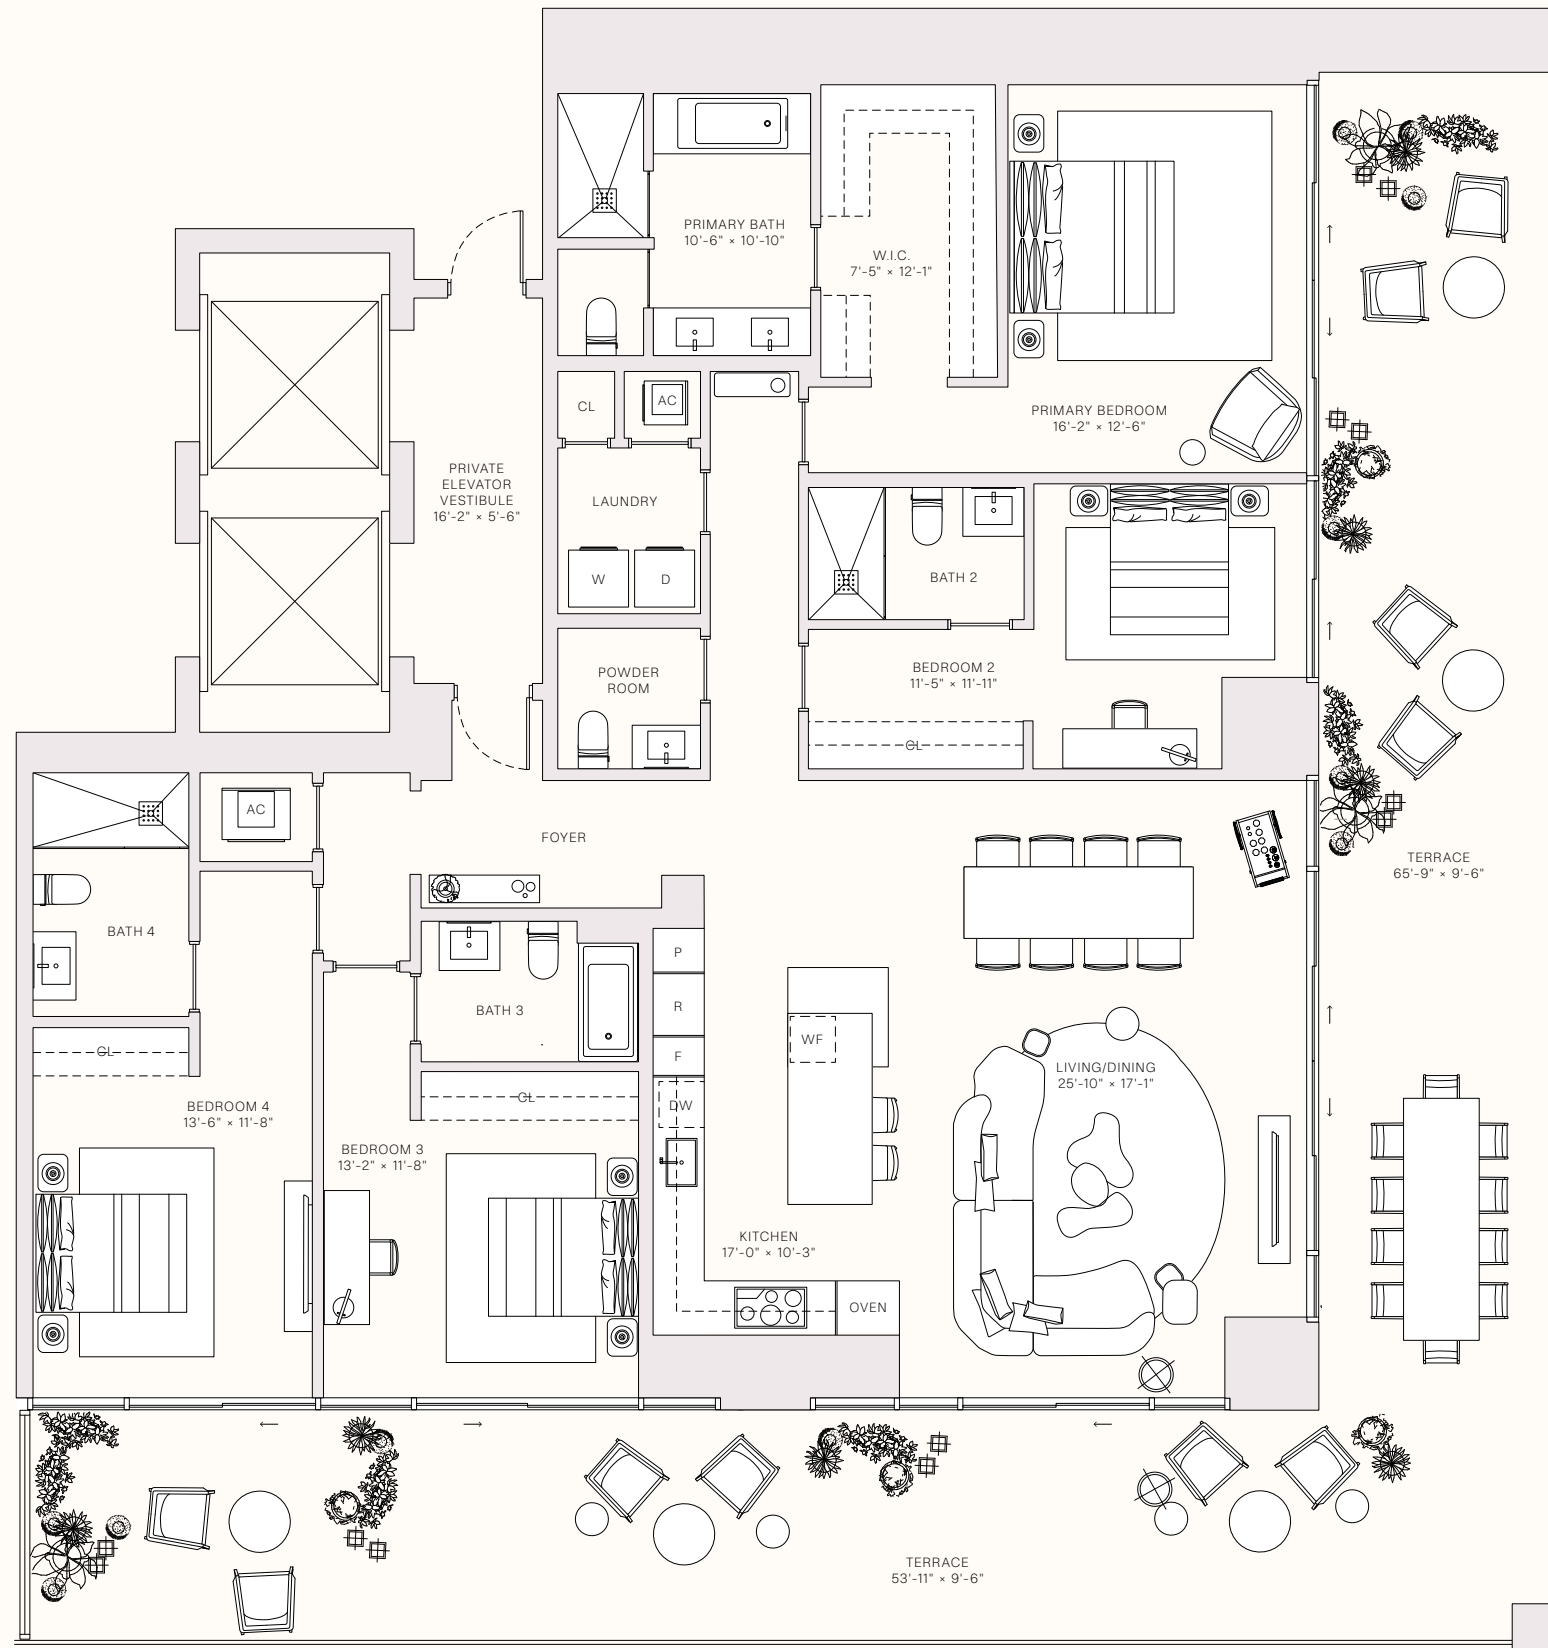 PRIMARY BATH
10'-6" × 10'-10"
W.I.C.
7'-5" × 12'-1"
PRIMARY BEDROOM
16'-2" × 12'-6"
CL
AC
PRIVATE
ELEVATOR
VESTIBULE
16'-2" × 5'-6"
LAUNDRY
W
D
BATH 2
POWDER
ROOM
BEDROOM 2
11'-5" × 11'-11"
CL
AC
FOYER
TERRACE
65'-9" × 9'-6"
BATH 4
P
R
F
DW
BATH 3
WF
CL
LIVING/DINING
25'-10" × 17'-1"
BEDROOM 4
13'-6" × 11'-8"
CL
BEDROOM 3
13'-2" × 11'-8"
KITCHEN
17'-0" × 10'-3"
OVEN
TERRACE
53'-11" × 9'-6"